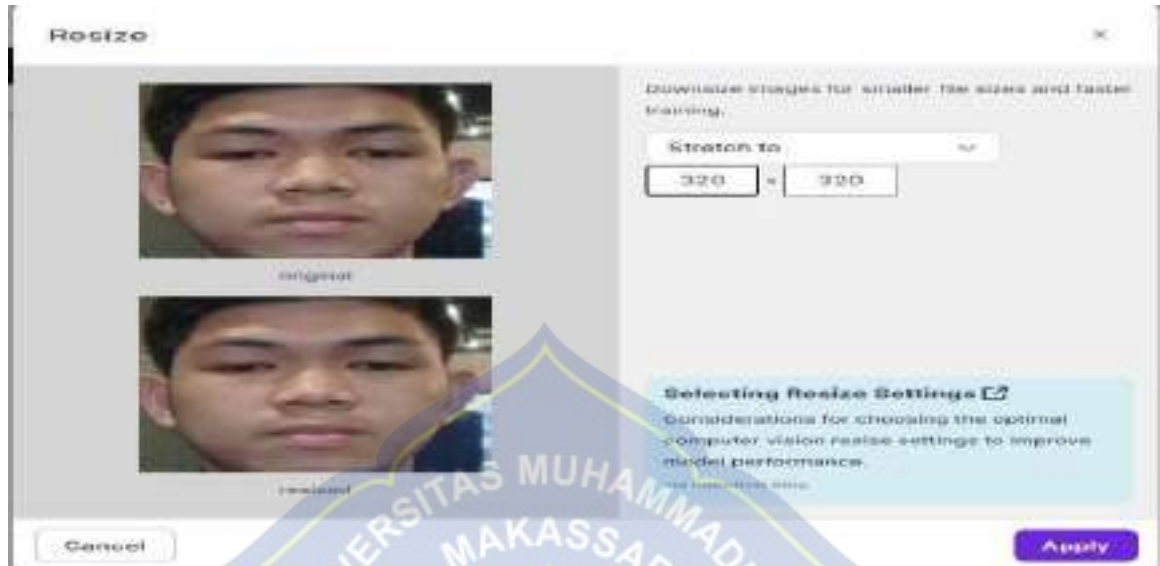 Resize
×
Downsize images for smaller file sizes and faster
training.
Stretch to
320 × 320
original
resized
Selecting Resize Settings
Considerations for choosing the optimal
computer vision resize settings to improve
model performance.
Cancel
Apply
ERSITAS MUHAMMAD
MAKASSAR